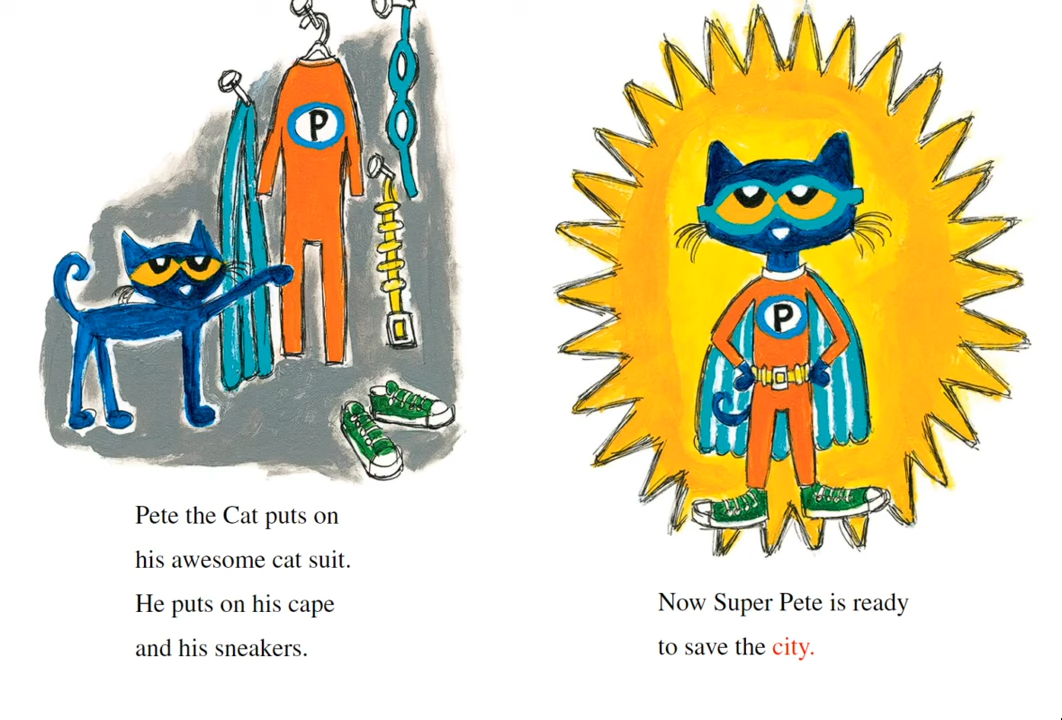 P
Pete the Cat puts on
his awesome cat suit.
He puts on his cape
and his sneakers.
P
Now Super Pete is ready
to save the city.